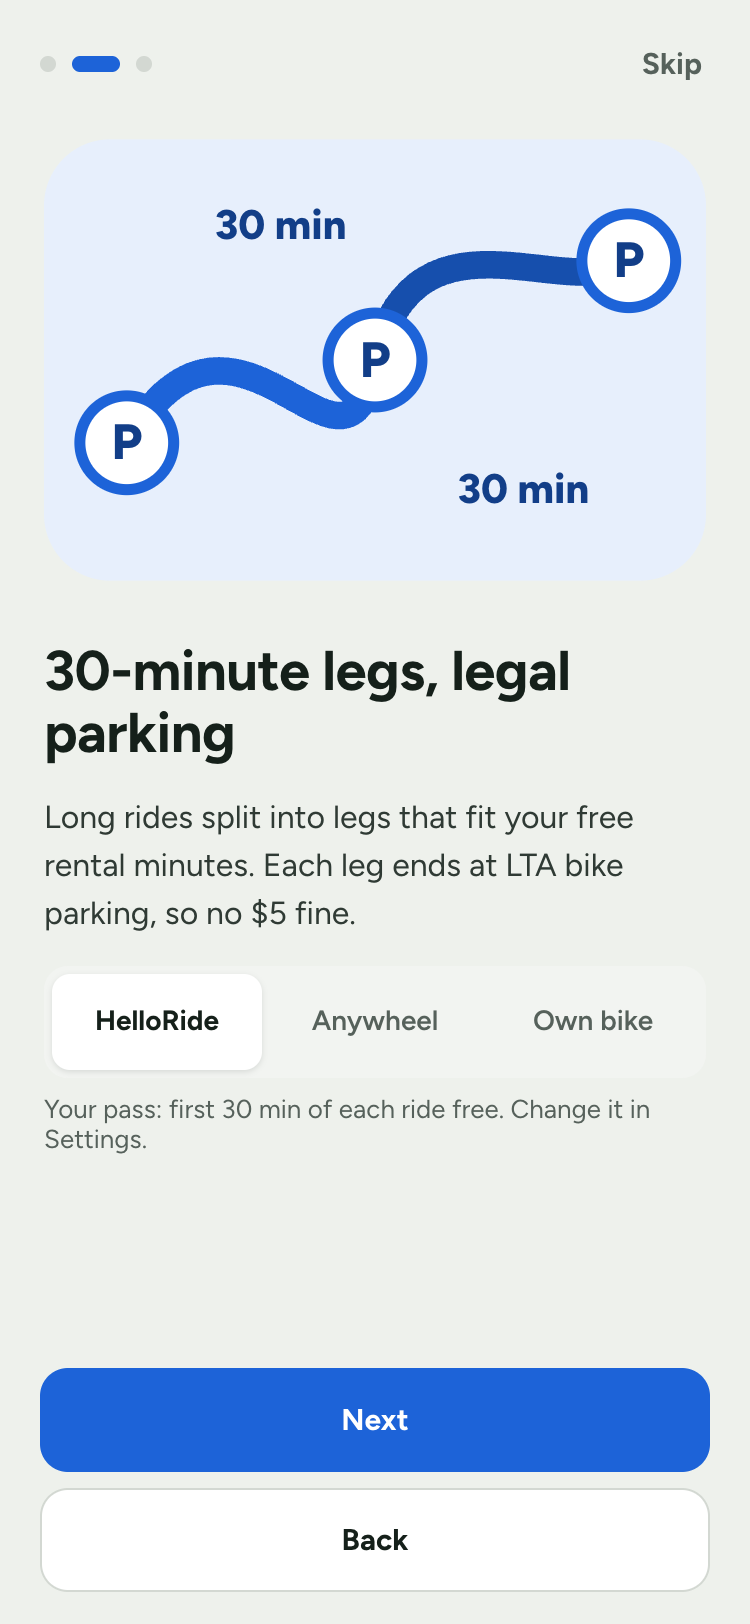 Skip
30 min
P
P
P
30 min
30-minute legs, legal
parking
Long rides split into legs that fit your free
rental minutes. Each leg ends at LTA bike
parking, so no $5 fine.
HelloRide
Anywheel
Own bike
Your pass: first 30 min of each ride free. Change it in
Settings.
Next
Back